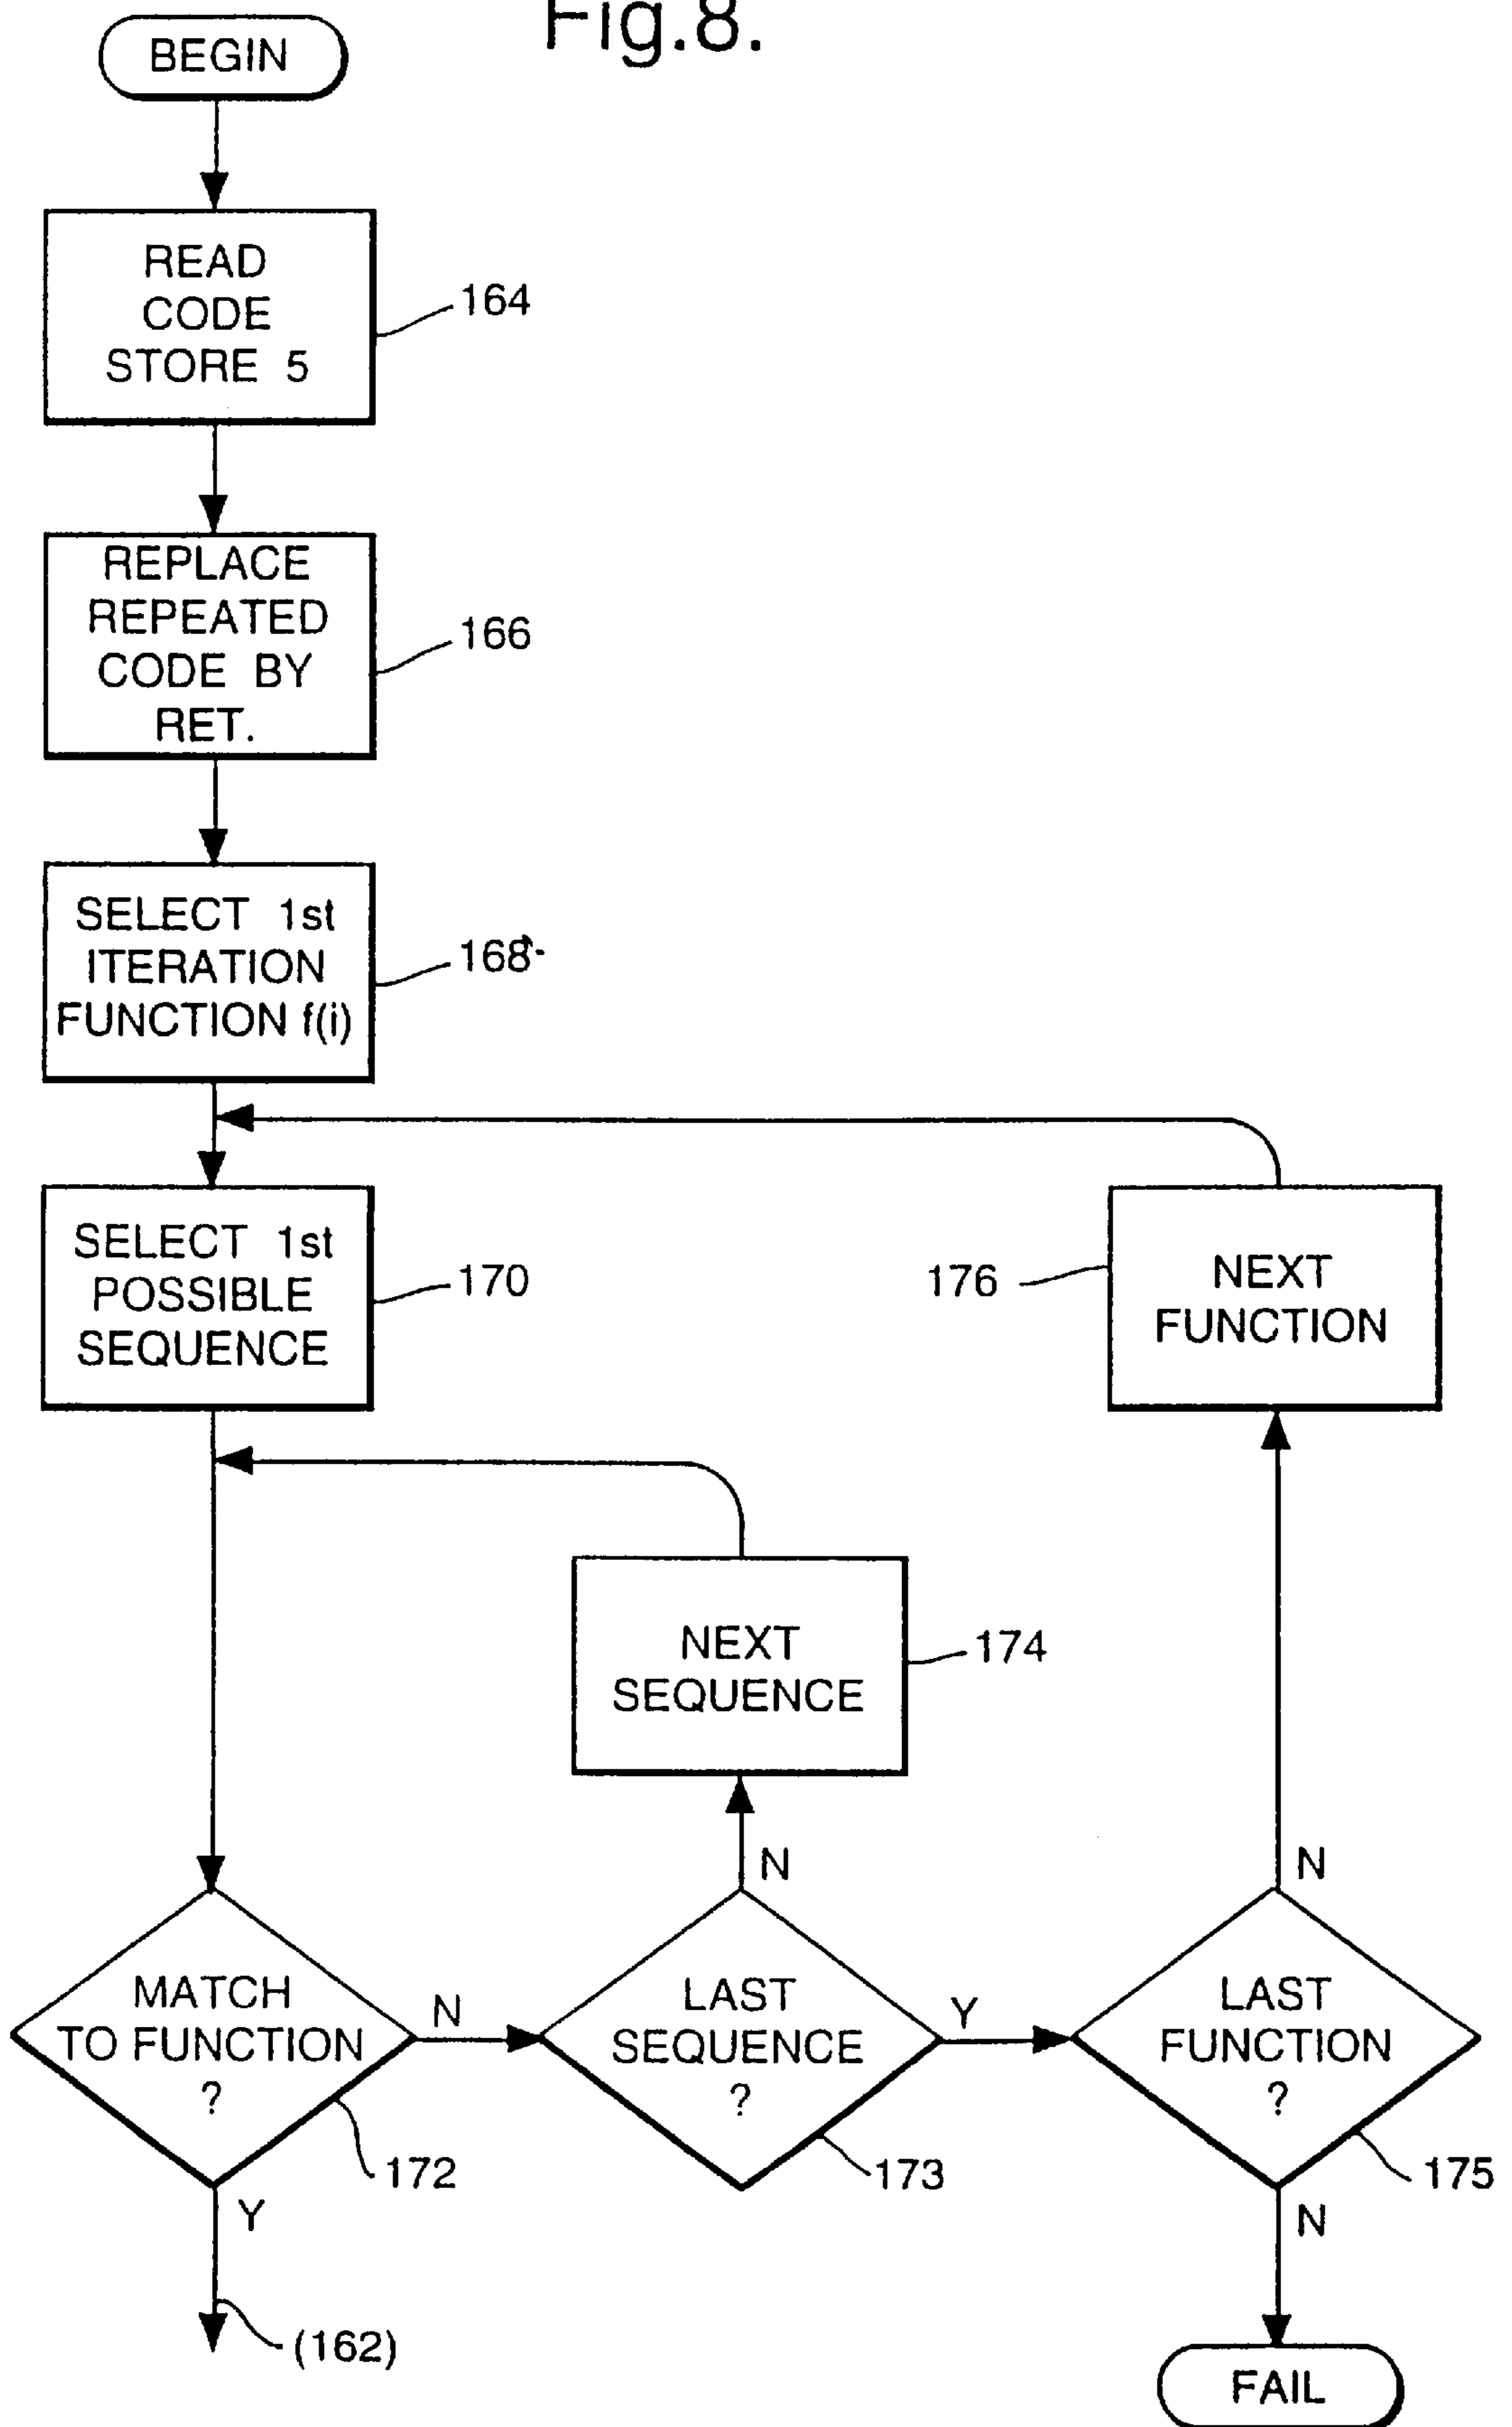 Fig.8.
BEGIN
READ
CODE
STORE 5
164
REPLACE
REPEATED
CODE BY
RET.
166
SELECT 1st
ITERATION
FUNCTION f(i)
168
SELECT 1st
POSSIBLE
SEQUENCE
170
176
NEXT
FUNCTION
NEXT
SEQUENCE
174
N
N
MATCH
TO FUNCTION
?
N
LAST
SEQUENCE
?
Y
LAST
FUNCTION
?
172
173
175
Y
N
(162)
FAIL